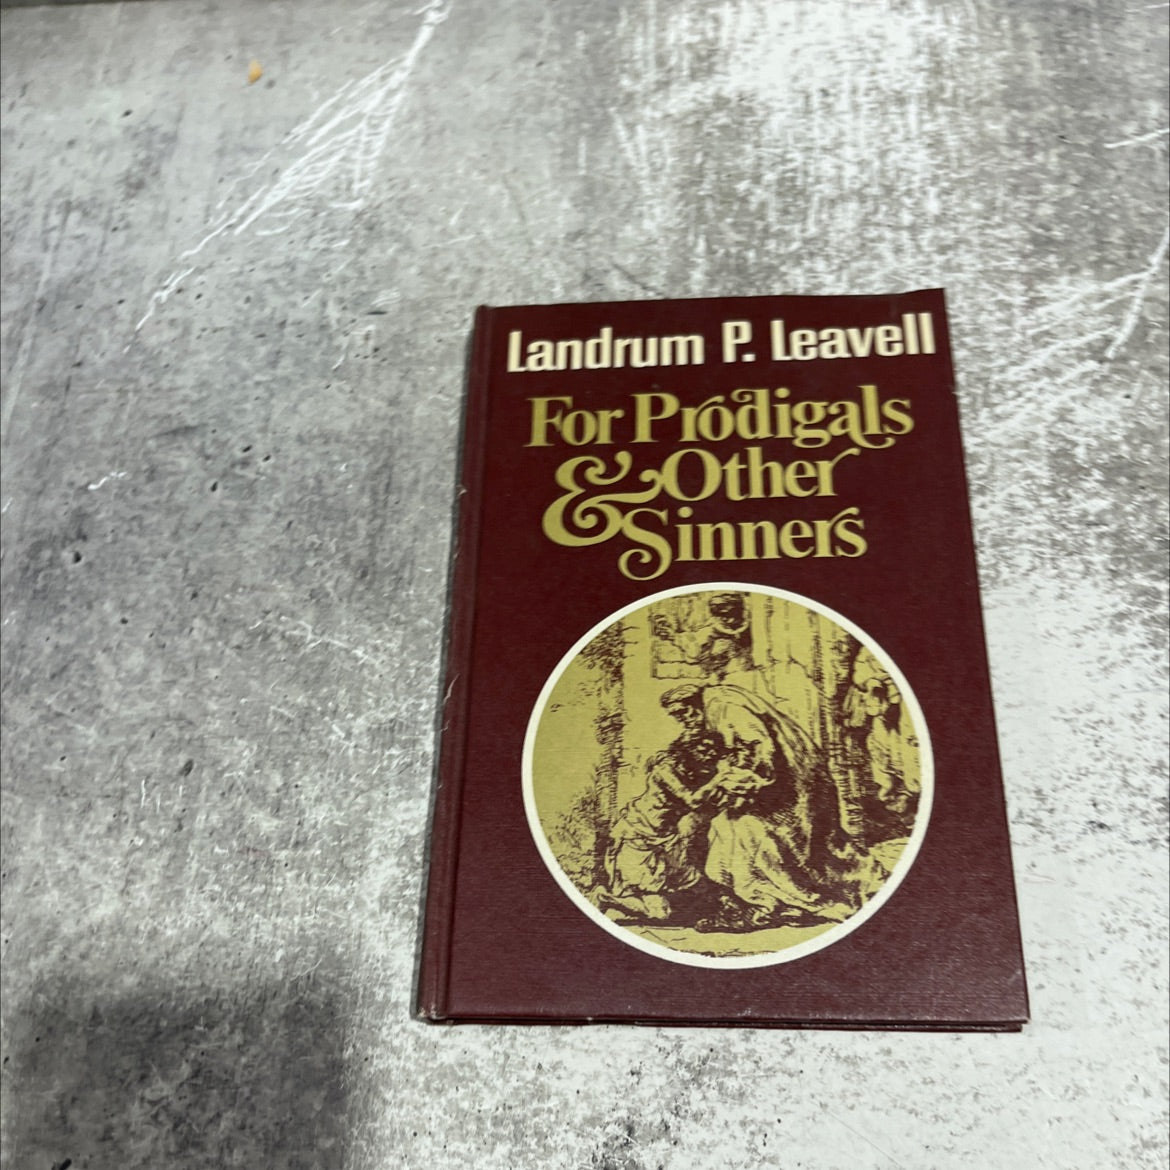 Landrum P. Leavell
For Prodigals
& Other
Sinners